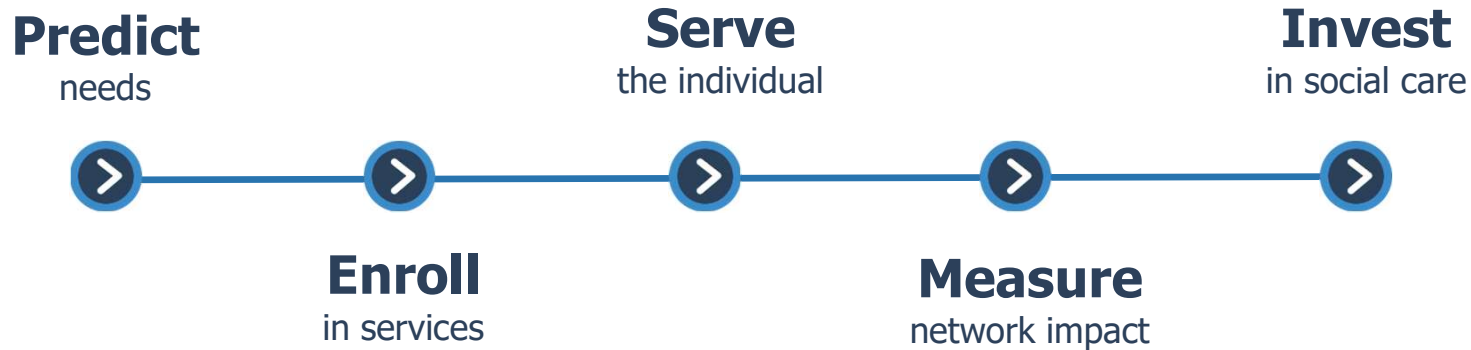 Predict
needs
Enroll
in services
Serve
the individual
Measure
network impact
Invest
in social care